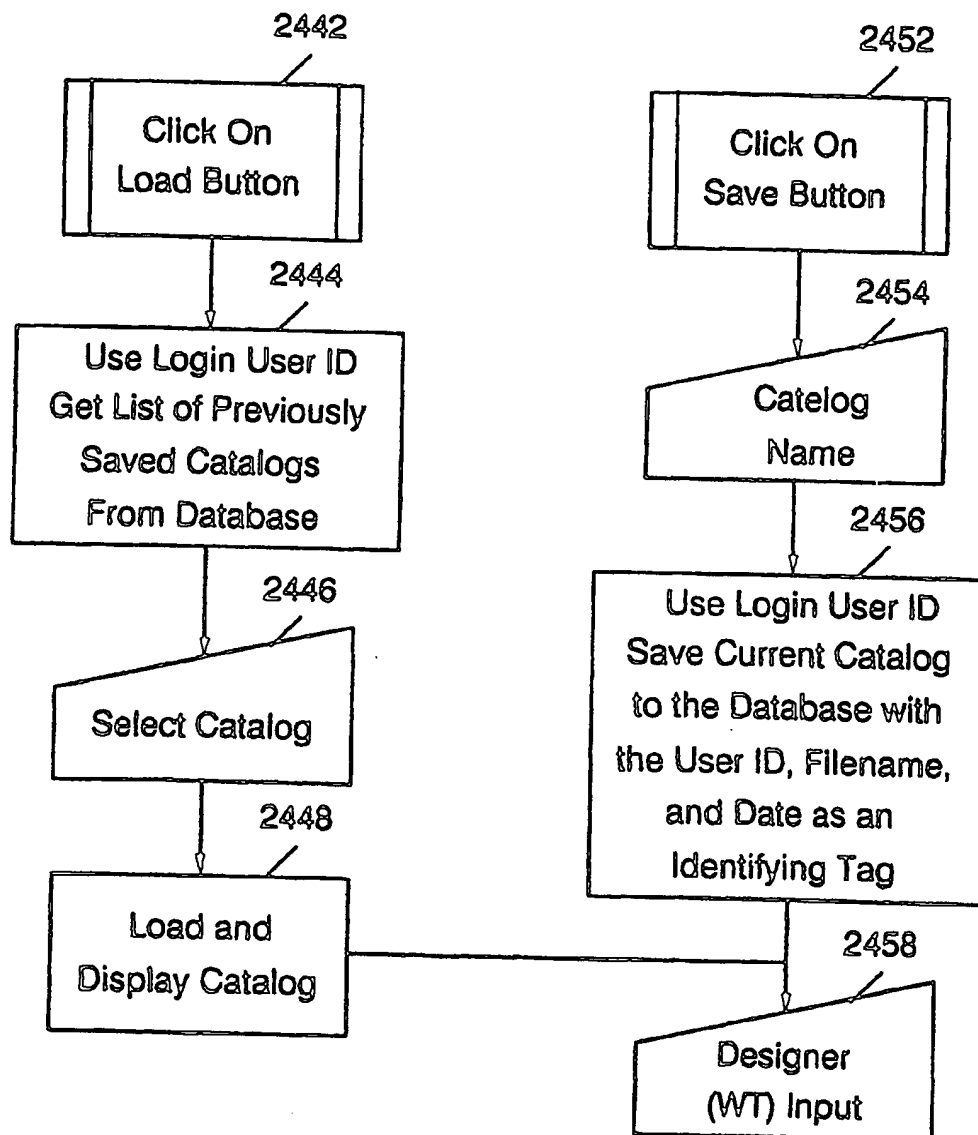 2442
Click On
Load Button
2444
Use Login User ID
Get List of Previously
Saved Catalogs
From Database
2446
Select Catalog
2448
Load and
Display Catalog
2452
Click On
Save Button
2454
Catelog
Name
2456
Use Login User ID
Save Current Catalog
to the Database with
the User ID, Filename,
and Date as an
Identifying Tag
2458
Designer
(WT) Input